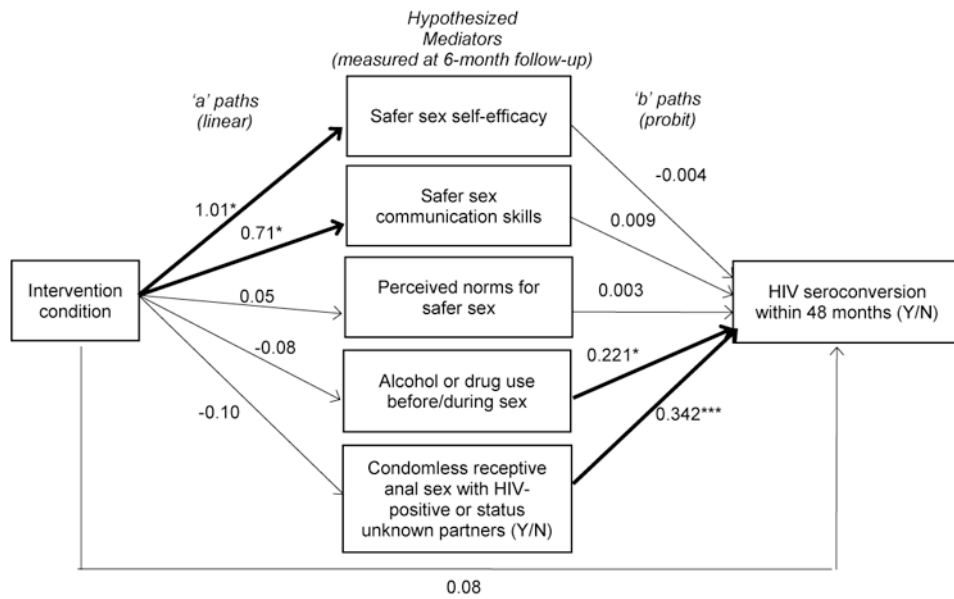 Hypothesized
Mediators
(measured at 6-month follow-up)
'a' paths
(linear)
Safer sex self-efficacy
'b' paths
(probit)
-0.004
1.01*
Safer sex
communication skills
0.71*
0.009
Intervention
condition
0.05
Perceived norms for
safer sex
0.003
HIV seroconversion
within 48 months (Y/N)
-0.08
Alcohol or drug use
before/during sex
0.221*
-0.10
0.342***
Condomless receptive
anal sex with HIV-
positive or status
unknown partners (Y/N)
0.08